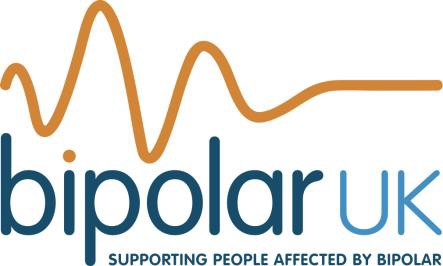 bipolar UK
SUPPORTING PEOPLE AFFECTED BY BIPOLAR